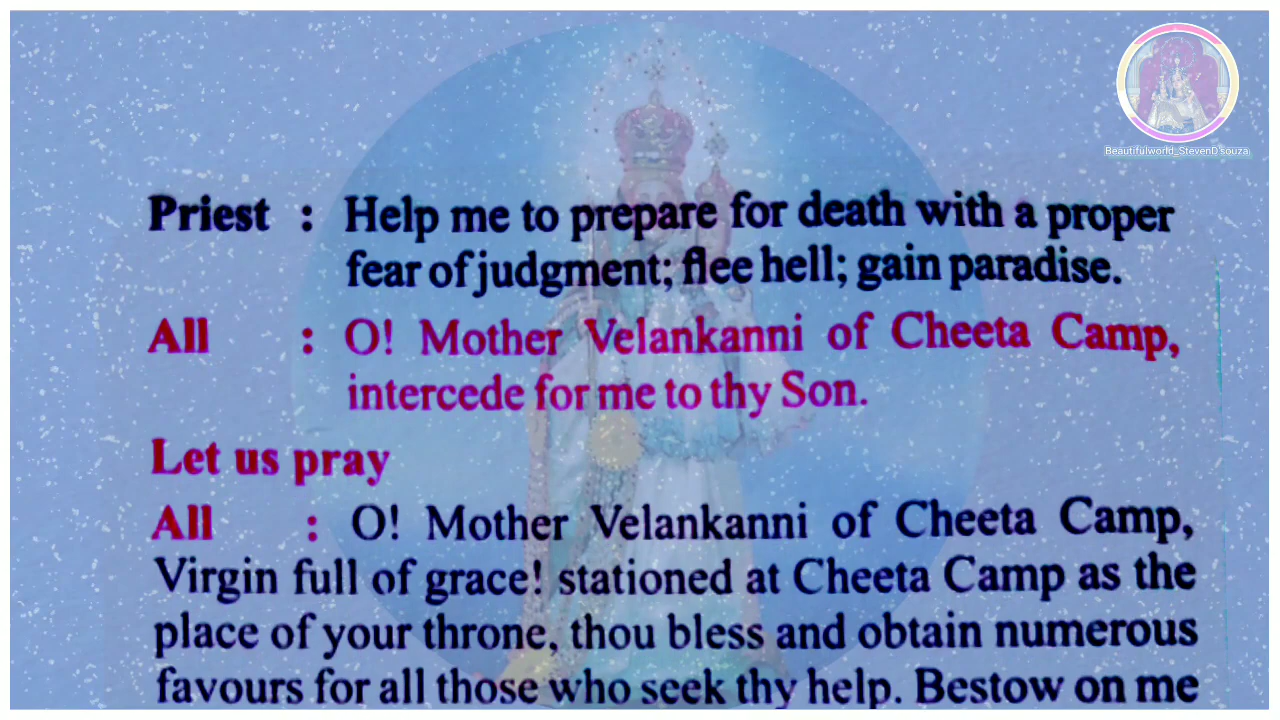 Beautifulworld_StevenD'souza
Priest : Help me to prepare for death with a proper
fear of judgment; flee hell; gain paradise.
All : O! Mother Velankanni of Cheeta Camp,
intercede for me to thy Son.
Let us pray
All : O! Mother Velankanni of Cheeta Camp,
Virgin full of grace! stationed at Cheeta Camp as the
place of your throne, thou bless and obtain numerous
favours for all those who seek thy help. Bestow on me